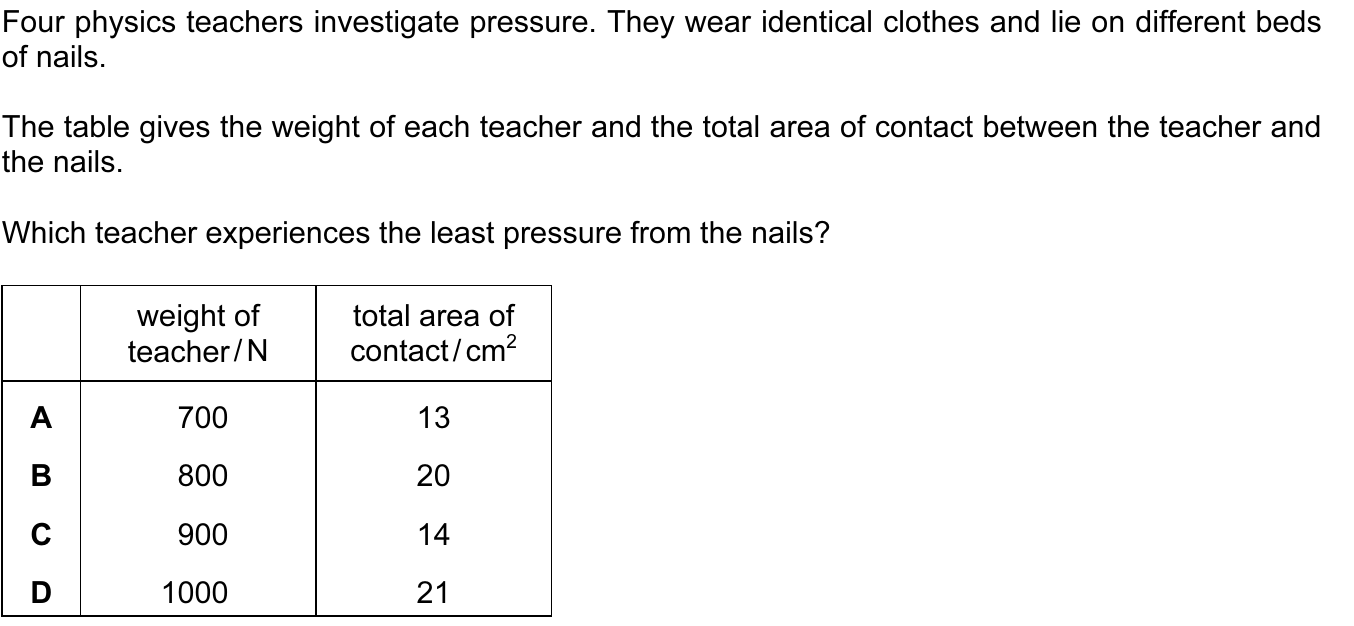 Four physics teachers investigate pressure. They wear identical clothes and lie on different beds
of nails.
The table gives the weight of each teacher and the total area of contact between the teacher and
the nails.
Which teacher experiences the least pressure from the nails?
weight of teacher / N	total area of contact / cm²
A	700	13
B	800	20
C	900	14
D	1000	21